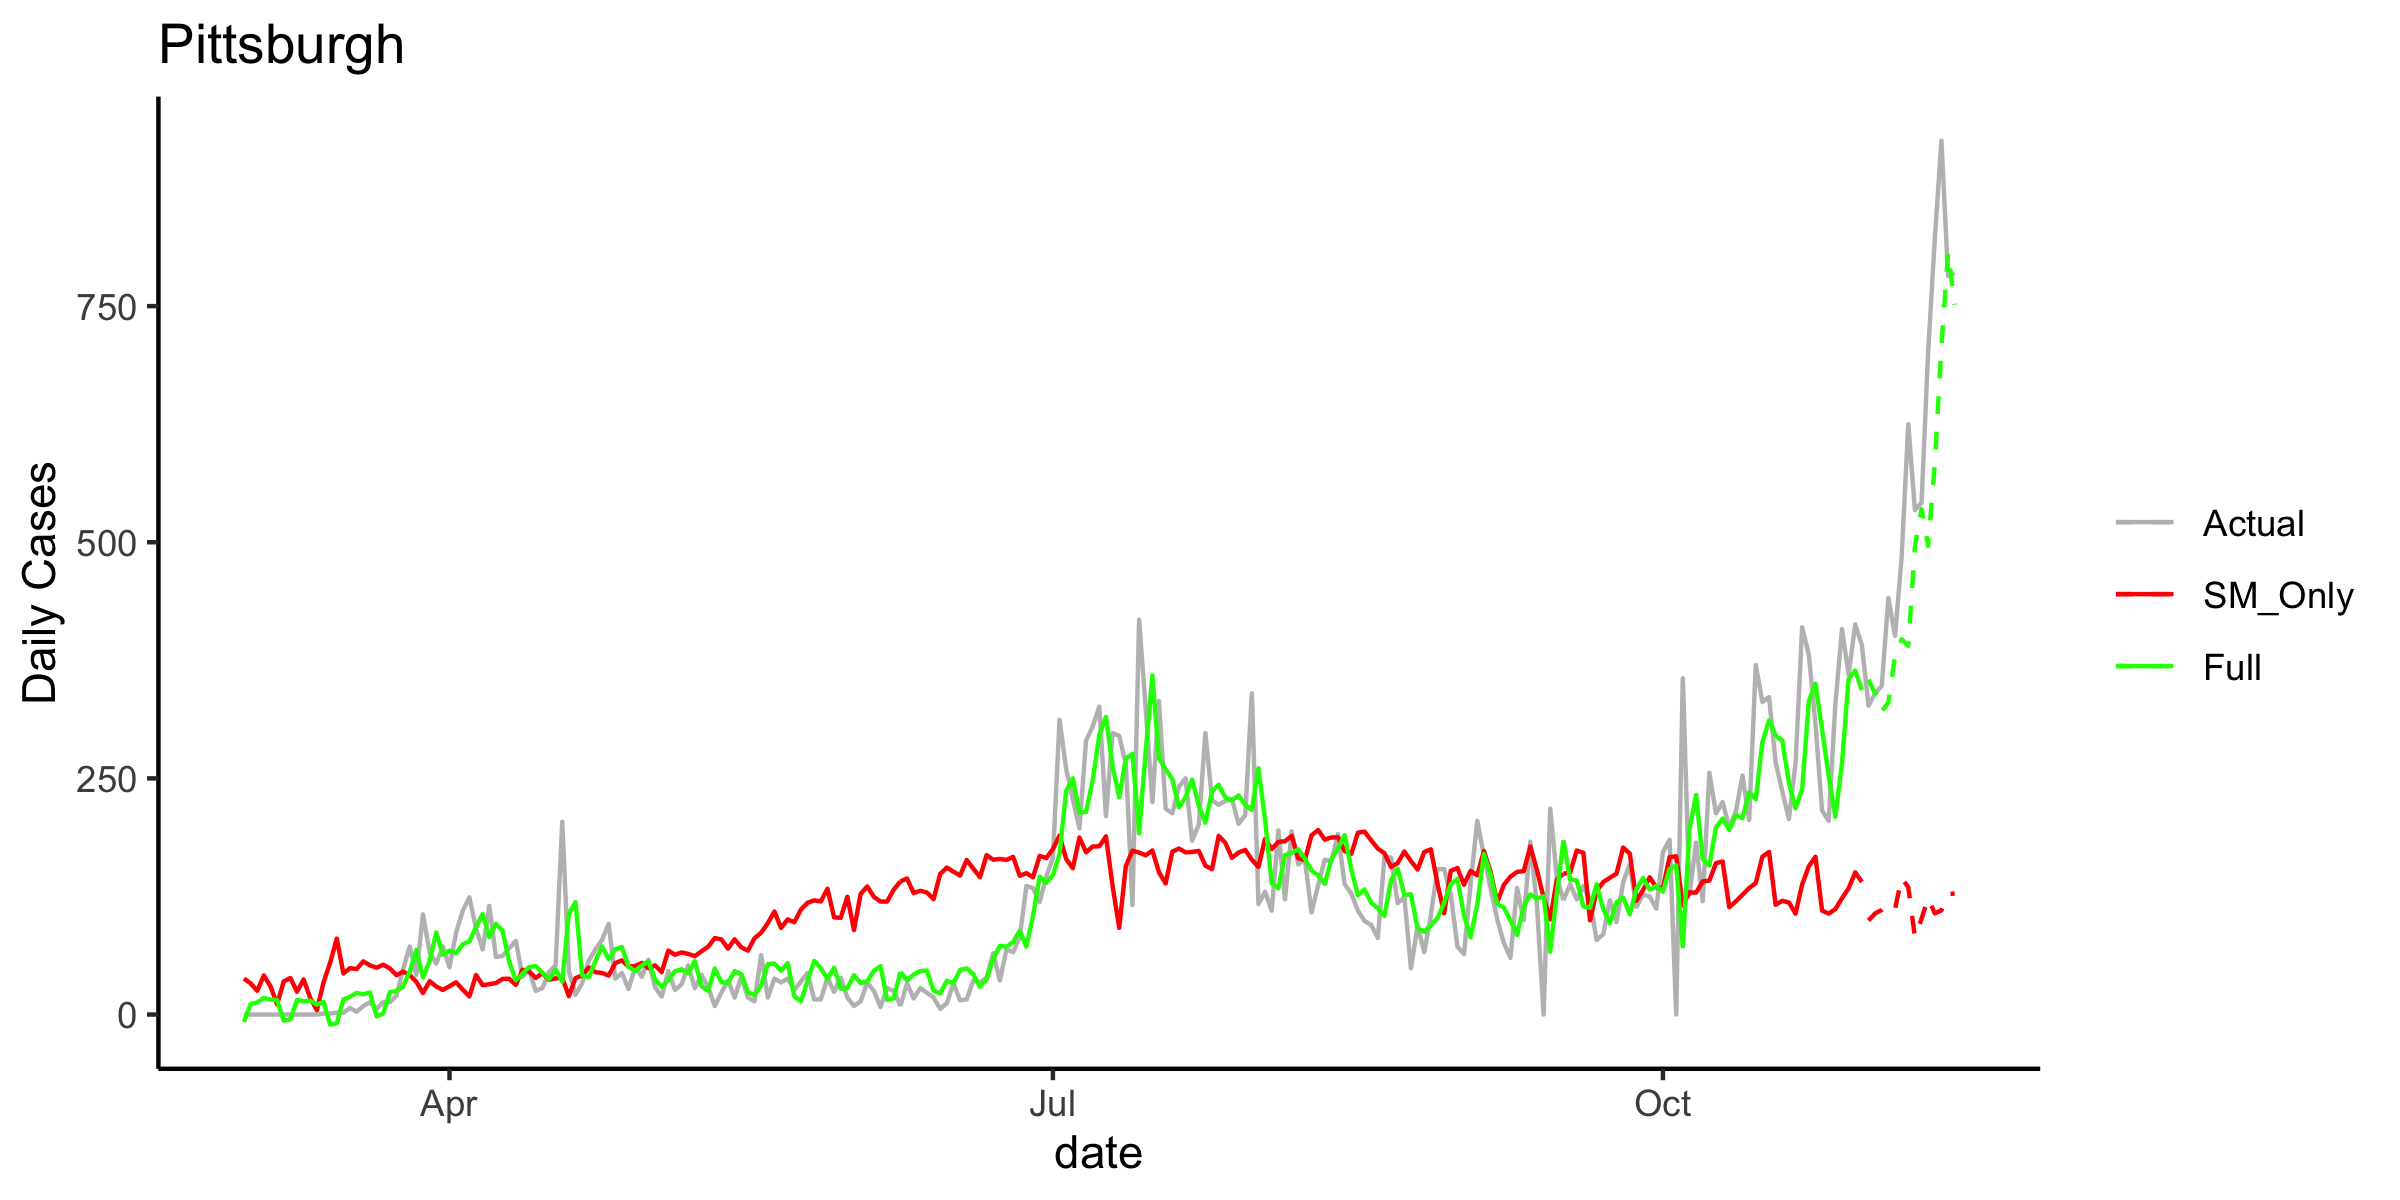 Pittsburgh
Daily Cases
750
500
250
0
Apr
Jul
Oct
date
Actual
SM_Only
Full